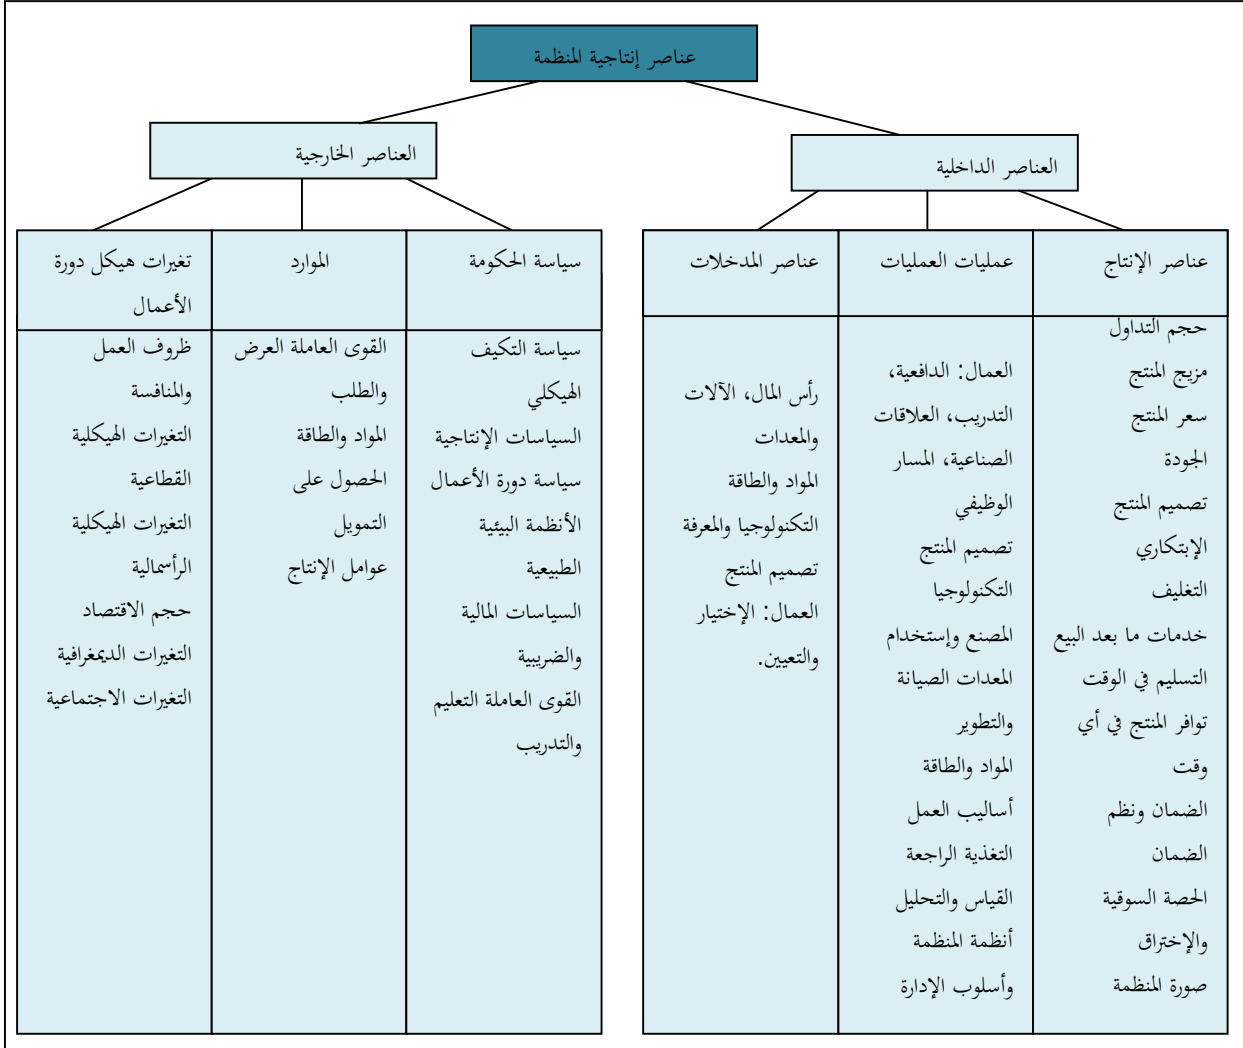 عناصر إنتاجية المنظمة
العناصر الداخلية
العناصر الخارجية
عناصر الإنتاج
حجم التداول
مزيج المنتج
سعر المنتج
الجودة
تصميم المنتج
الإبتكاري
التغليف
خدمات ما بعد البيع
التسليم في الوقت
توافر المنتج في أي
وقت
الضمان ونظم
الضمان
الحصة السوقية
والإختراق
صورة المنظمة
عمليات العمليات
العمال: الدافعية،
التدريب، العلاقات
الصناعية، المسار
الوظيفي
تصميم المنتج
التكنولوجيا
المصنع وإستخدام
المعدات الصيانة
والتطوير
المواد والطاقة
أساليب العمل
التغذية الراجعة
القياس والتحليل
أنظمة المنظمة
وأسلوب الإدارة
عناصر المدخلات
رأس المال، الآلات
والمعدات
المواد والطاقة
التكنولوجيا والمعرفة
تصميم المنتج
العمال: الإختيار
والتعيين.
سياسة الحكومة
سياسة التكيف
الهيكلي
السياسات الإنتاجية
سياسة دورة الأعمال
الأنظمة البيئية
الطبيعية
السياسات المالية
والضريبية
القوى العاملة التعليم
والتدريب
الموارد
القوى العاملة العرض
والطلب
المواد والطاقة
الحصول على
التمويل
عوامل الإنتاج
تغيرات هيكل دورة
الأعمال
ظروف العمل
والمنافسة
التغيرات الهيكلية
القطاعية
التغيرات الهيكلية
الرأسمالية
حجم الاقتصاد
التغيرات الديمغرافية
التغيرات الاجتماعية